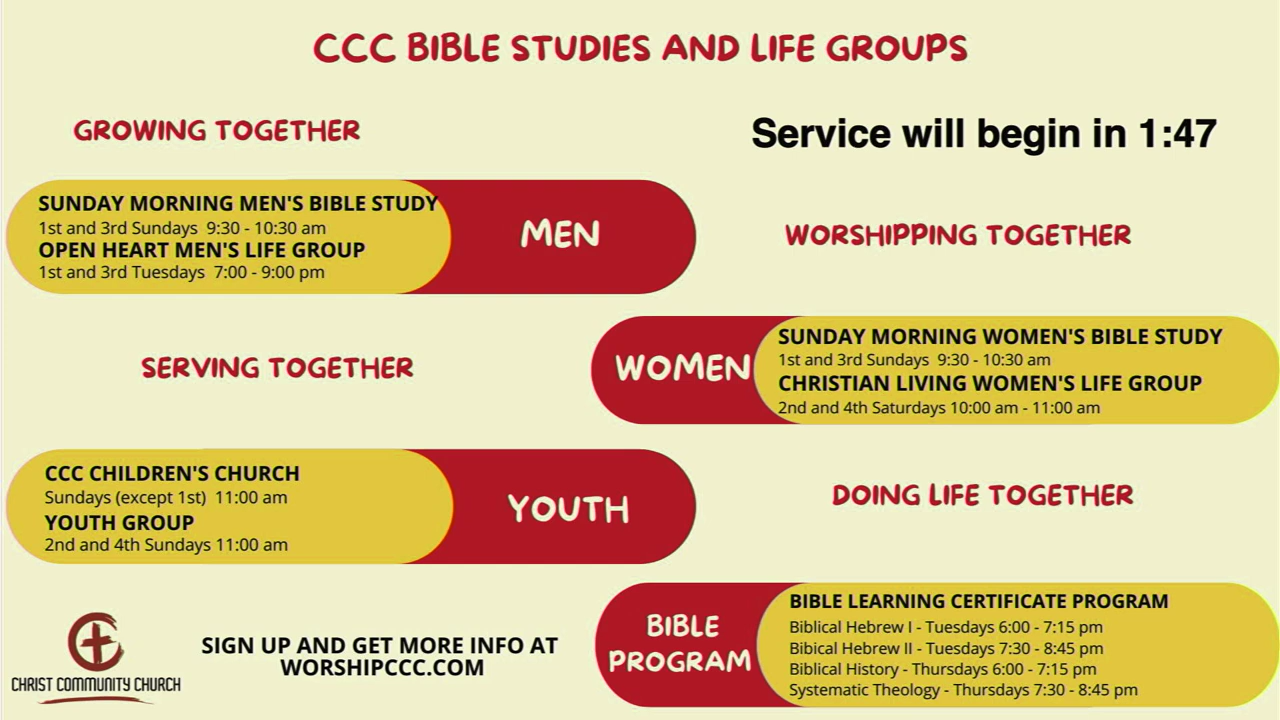 CCC BIBLE STUDIES AND LIFE GROUPS
GROWING TOGETHER
Service will begin in 1:47
SUNDAY MORNING MEN'S BIBLE STUDY
1st and 3rd Sundays 9:30 - 10:30 am
OPEN HEART MEN'S LIFE GROUP
1st and 3rd Tuesdays 7:00 - 9:00 pm
MEN
WORSHIPPING TOGETHER
SERVING TOGETHER
WOMEN
SUNDAY MORNING WOMEN'S BIBLE STUDY
1st and 3rd Sundays 9:30 - 10:30 am
CHRISTIAN LIVING WOMEN'S LIFE GROUP
2nd and 4th Saturdays 10:00 am - 11:00 am
CCC CHILDREN'S CHURCH
Sundays (except 1st) 11:00 am
YOUTH GROUP
2nd and 4th Sundays 11:00 am
YOUTH
DOING LIFE TOGETHER
BIBLE
PROGRAM
BIBLE LEARNING CERTIFICATE PROGRAM
Biblical Hebrew I - Tuesdays 6:00 - 7:15 pm
Bibical Hebrew II - Tuesdays 7:30 - 8:45 pm
Biblical History - Thursdays 6:00 - 7:15 pm
Systematic Theology - Thursdays 7:30 - 8:45 pm
CHRIST COMMUNITY CHURCH
SIGN UP AND GET MORE INFO AT
WORSHIPCCC.COM